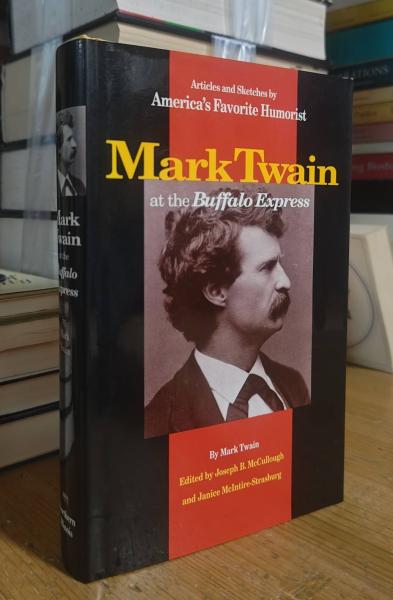 Articles and Sketches by
America's Favorite Humorist
Mark Twain
at the Buffalo Express
By Mark Twain
Edited by Joseph B. McCullough
and Janice McIntire-Strasburg
Mark
Twain
at the
Buffalo
Express